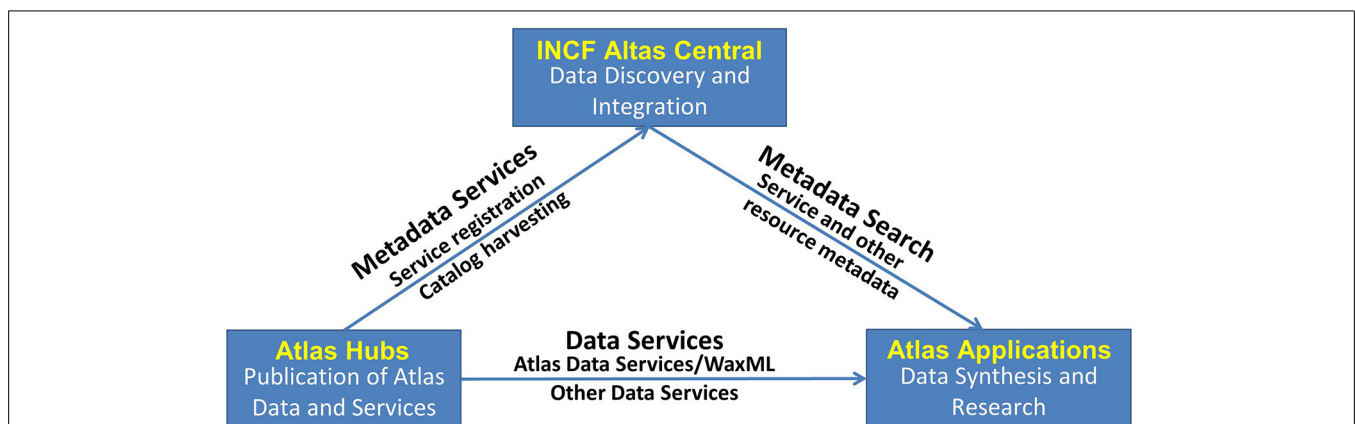 INCF Altas Central
Data Discovery and
Integration
Metadata Services
Service registration
Catalog harvesting
Metadata Search
Service and other
resource metadata
Atlas Hubs
Publication of Atlas
Data and Services
Data Services
Atlas Data Services/WaxML
Other Data Services
Atlas Applications
Data Synthesis and
Research